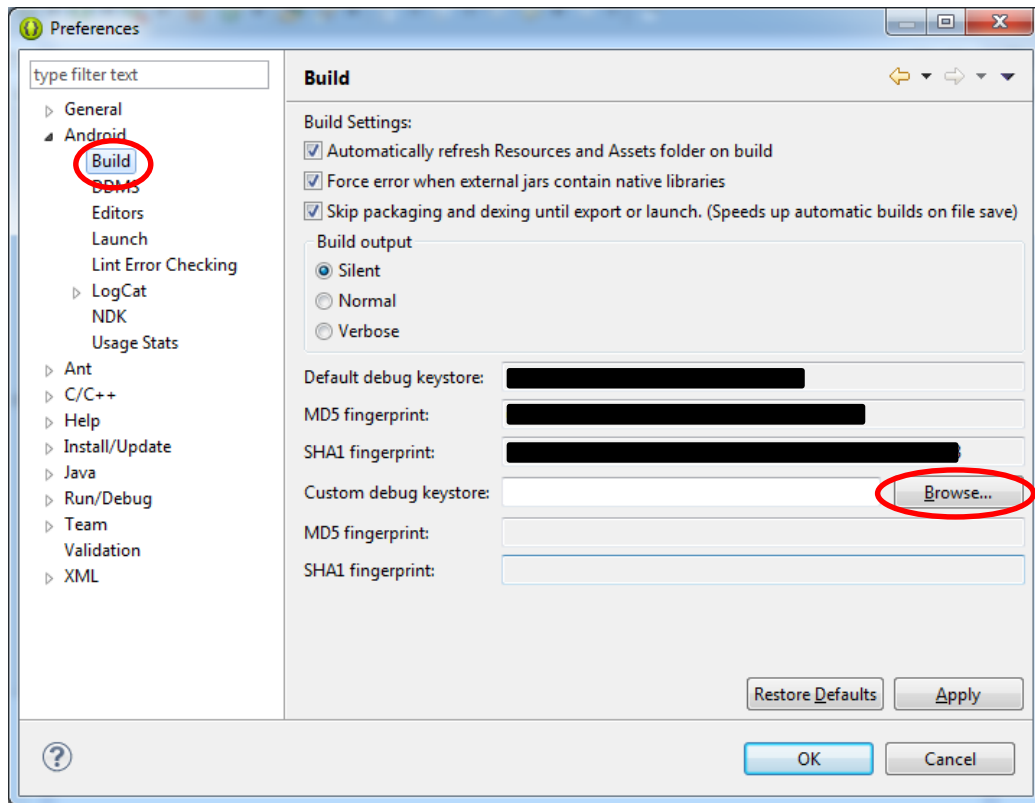 Preferences
type filter text
General
Android
Build
DDMS
Editors
Launch
Lint Error Checking
LogCat
NDK
Usage Stats
Ant
C/C++
Help
Install/Update
Java
Run/Debug
Team
Validation
XML
Build
Build Settings:
Automatically refresh Resources and Assets folder on build
Force error when external jars contain native libraries
Skip packaging and dexing until export or launch. (Speeds up automatic builds on file save)
Build output
Silent
Normal
Verbose
Default debug keystore:
MD5 fingerprint:
SHA1 fingerprint:
Custom debug keystore:
Browse...
MD5 fingerprint:
SHA1 fingerprint:
Restore Defaults
Apply
?
OK
Cancel